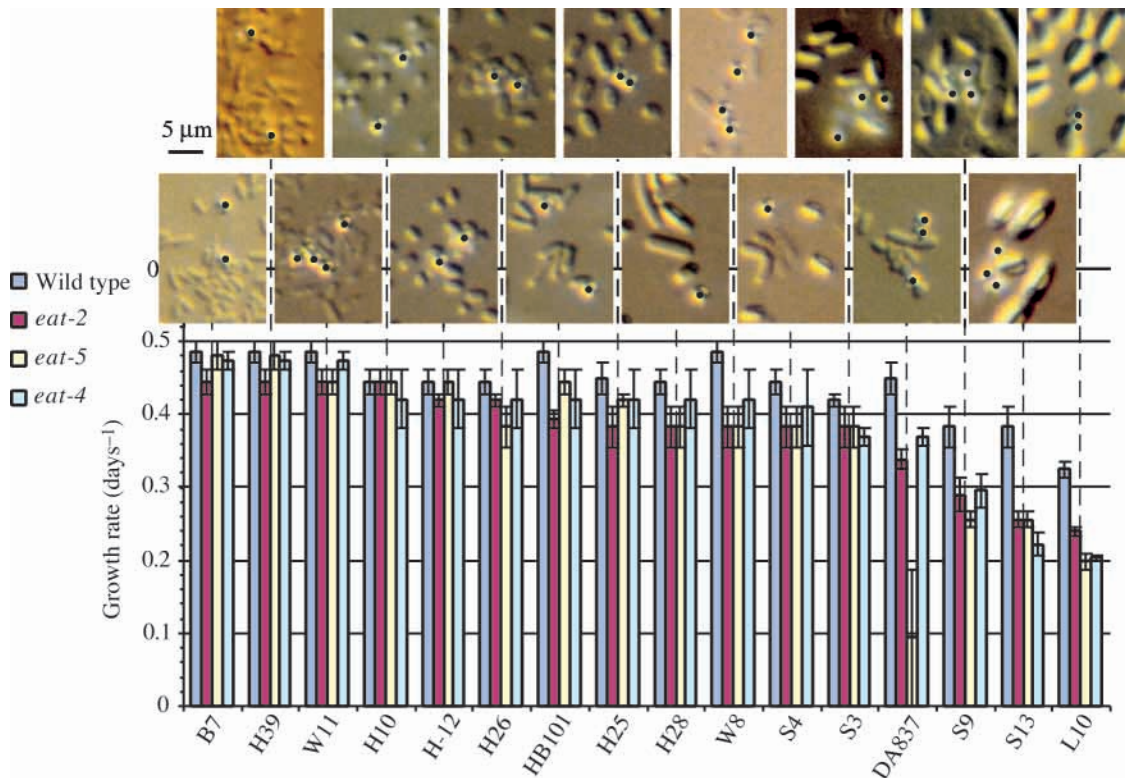 5 µm
0
Wild type
eat-2
eat-5
eat-4
Growth rate (days⁻¹)
0.5
0.4
0.3
0.2
0.1
0
B7
H39
W11
H10
H-12
H26
HB101
H25
H28
W8
S4
S3
DA837
S9
S13
L10